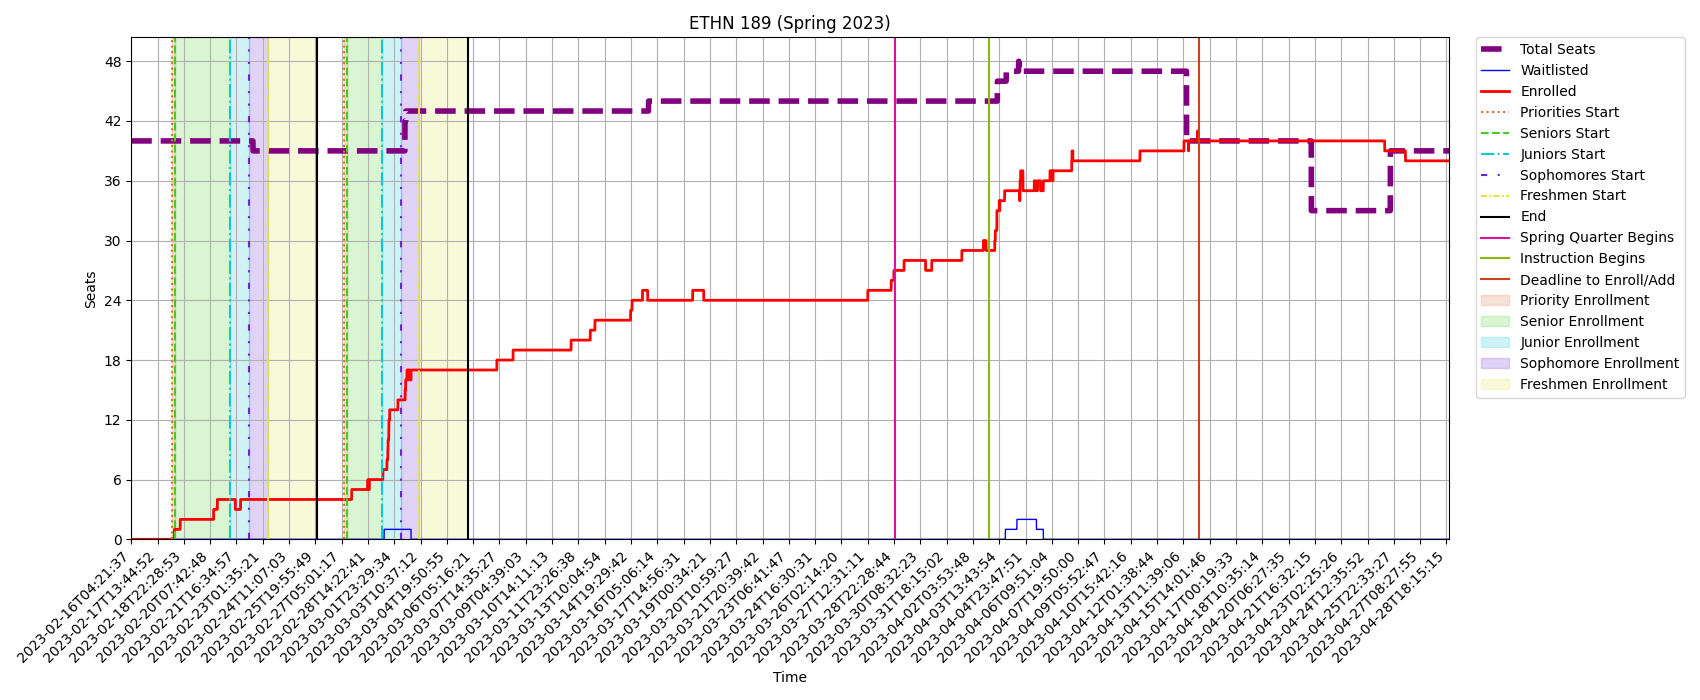 ETHN 189 (Spring 2023)
Seats
48
42
36
30
24
18
12
6
0
2023-02-16T04:21:37
2023-02-17T13:44:52
2023-02-18T22:28:53
2023-02-20T07:42:48
2023-02-21T16:34:57
2023-02-23T01:35:21
2023-02-24T11:07:03
2023-02-25T19:55:49
2023-02-27T05:01:17
2023-02-28T14:22:41
2023-03-01T23:29:34
2023-03-03T10:37:12
2023-03-04T19:50:55
2023-03-06T05:16:21
2023-03-07T14:35:27
2023-03-09T04:39:03
2023-03-10T14:11:13
2023-03-11T23:26:38
2023-03-13T10:04:54
2023-03-14T19:29:42
2023-03-16T05:06:14
2023-03-17T14:56:31
2023-03-19T00:34:21
2023-03-20T10:59:27
2023-03-21T20:39:42
2023-03-23T06:41:47
2023-03-24T16:30:31
2023-03-26T02:14:20
2023-03-27T12:31:11
2023-03-28T22:28:44
2023-03-30T08:32:23
2023-03-31T18:15:02
2023-04-02T03:53:48
2023-04-03T13:43:54
2023-04-04T23:47:51
2023-04-06T09:51:04
2023-04-07T19:50:00
2023-04-09T05:52:47
2023-04-10T15:42:16
2023-04-12T01:38:44
2023-04-13T11:39:06
2023-04-15T14:01:46
2023-04-17T00:19:33
2023-04-18T10:35:14
2023-04-20T06:27:35
2023-04-21T16:32:15
2023-04-23T02:25:26
2023-04-24T12:35:52
2023-04-25T22:33:27
2023-04-27T08:27:55
2023-04-28T18:15:15
Time
Total Seats
Waitlisted
Enrolled
Priorities Start
Seniors Start
Juniors Start
Sophomores Start
Freshmen Start
End
Spring Quarter Begins
Instruction Begins
Deadline to Enroll/Add
Priority Enrollment
Senior Enrollment
Junior Enrollment
Sophomore Enrollment
Freshmen Enrollment